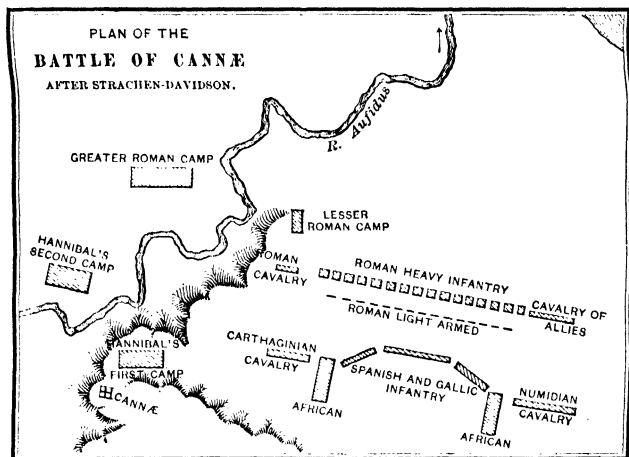 PLAN OF THE
BATTLE OF CANNÆ
AFTER STRACHEN-DAVIDSON.
R. Aufidus
GREATER ROMAN CAMP
LESSER
ROMAN CAMP
HANNIBAL'S
SECOND CAMP
ROMAN
CAVALRY
ROMAN HEAVY INFANTRY
CAVALRY OF
ALLIES
ROMAN LIGHT ARMED
HANNIBAL'S
FIRST CAMP
CARTHAGINIAN
CAVALRY
SPANISH AND GALLIC
INFANTRY
NUMIDIAN
CAVALRY
CANNÆ
AFRICAN
AFRICAN